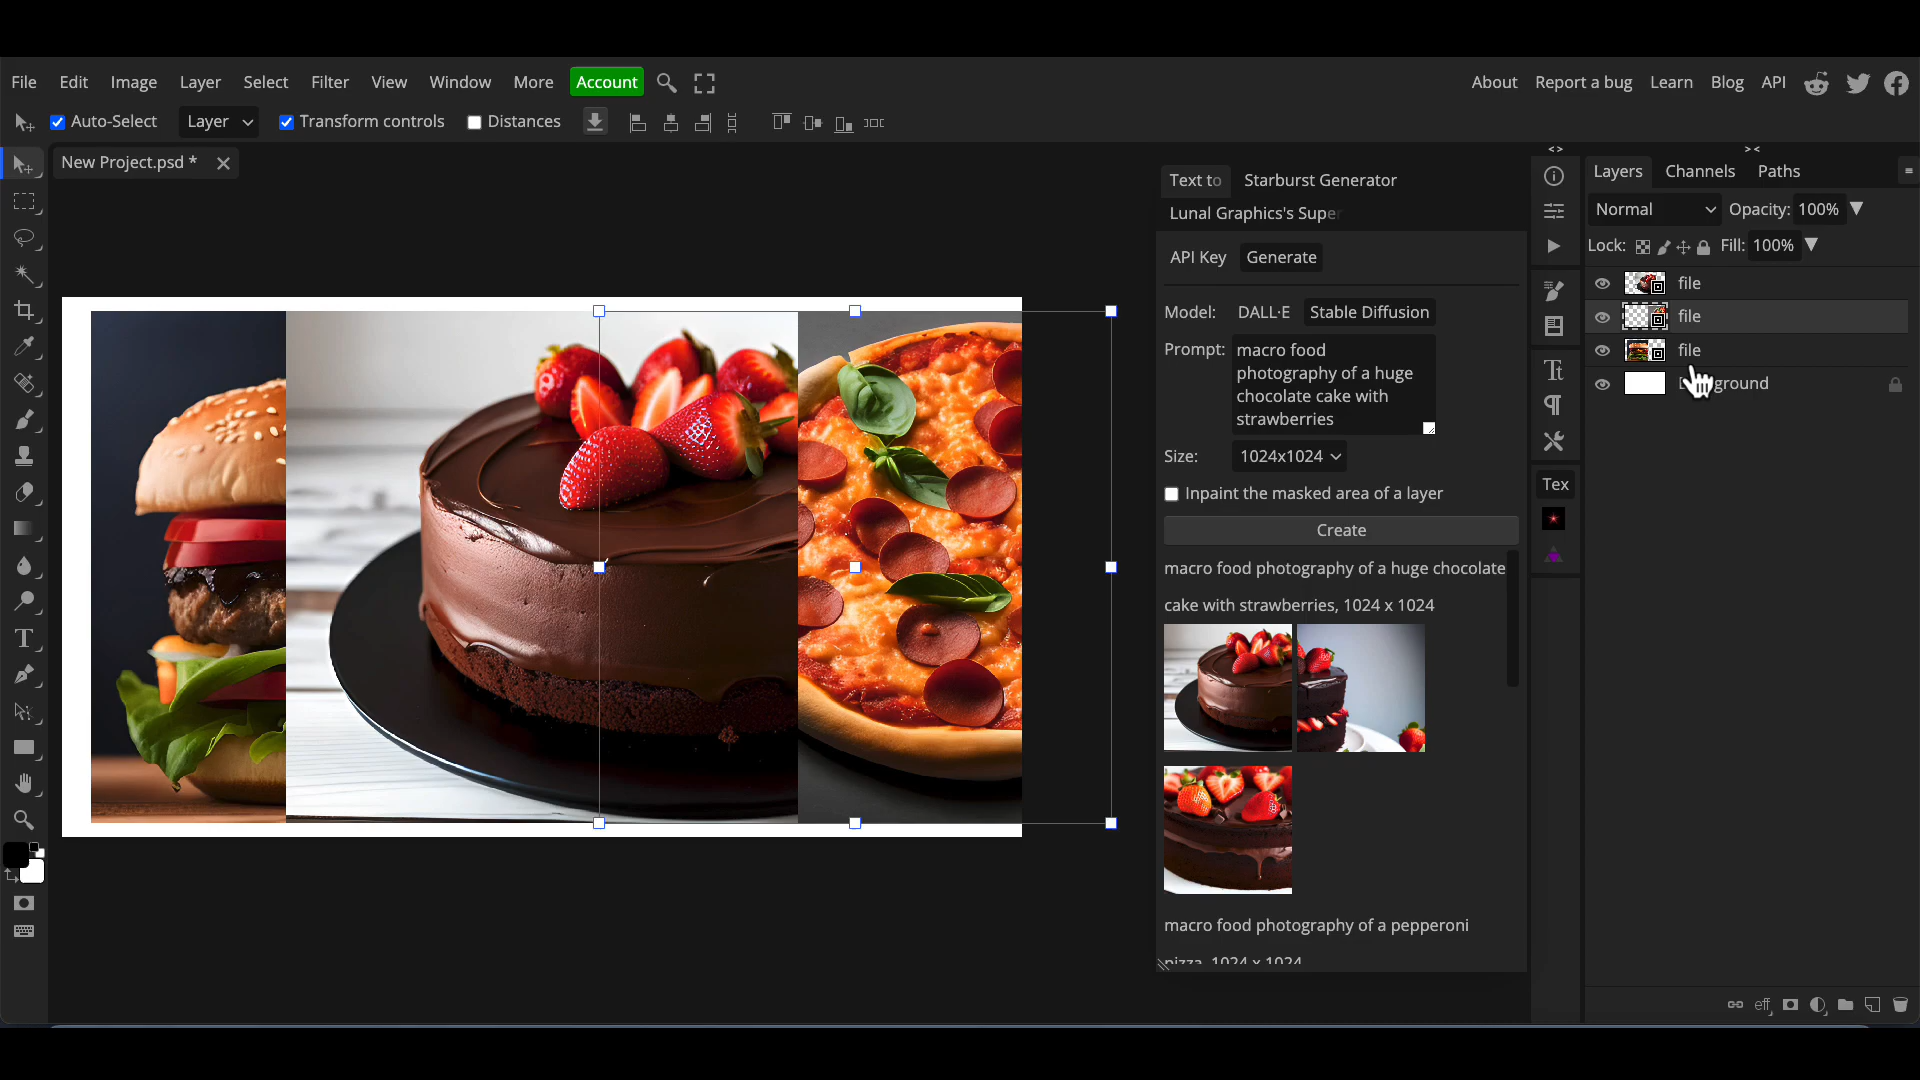 File Edit Image Layer Select Filter View Window More Account About Report a bug Learn Blog API
Auto-Select Layer Transform controls Distances
New Project.psd *
Text to Starburst Generator
Lunal Graphics's Super
API Key Generate
Model: DALL·E Stable Diffusion
Prompt: macro food
photography of a huge
chocolate cake with
strawberries
Size: 1024x1024
Inpaint the masked area of a layer
Create
macro food photography of a huge chocolate
cake with strawberries, 1024 x 1024
macro food photography of a pepperoni
pizza, 1024 x 1024
Tex
Layers Channels Paths
Normal Opacity: 100%
Lock: Fill: 100%
file
file
file
ground
eff